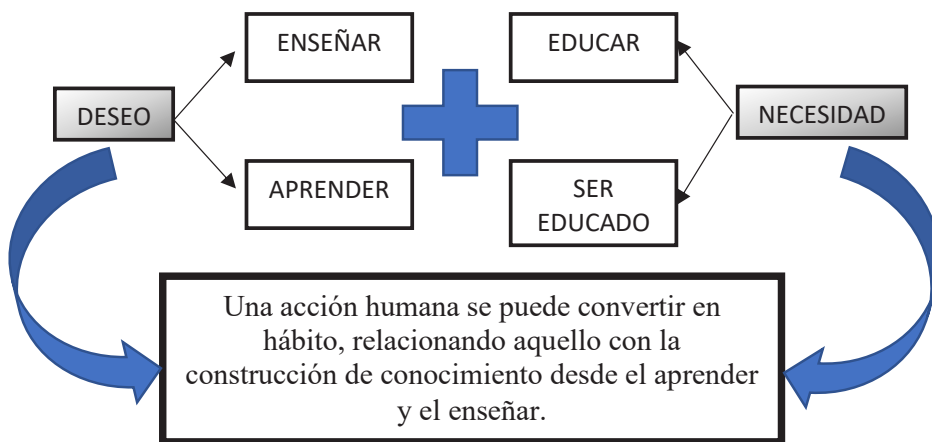 ENSEÑAR
EDUCAR
DESEO
NECESIDAD
APRENDER
SER
EDUCADO
Una acción humana se puede convertir en
hábito, relacionando aquello con la
construcción de conocimiento desde el aprender
y el enseñar.